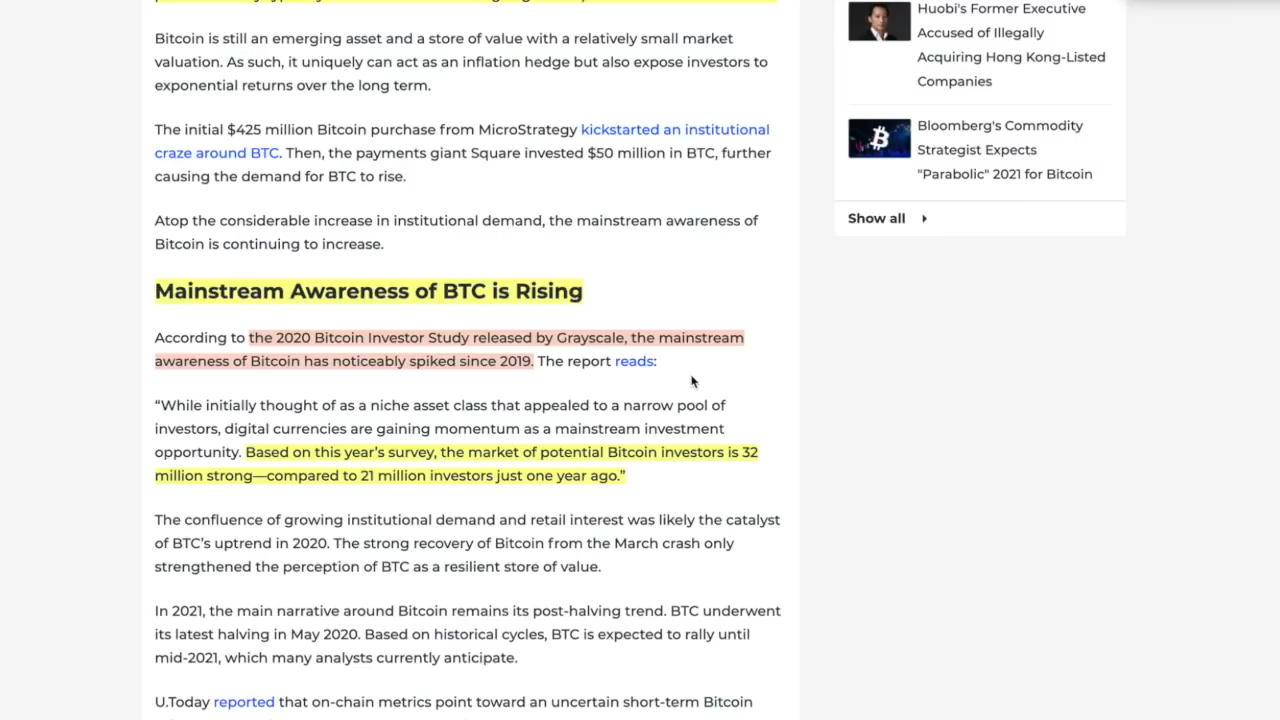 Bitcoin is still an emerging asset and a store of value with a relatively small market
valuation. As such, it uniquely can act as an inflation hedge but also expose investors to
exponential returns over the long term.
The initial $425 million Bitcoin purchase from MicroStrategy kickstarted an institutional
craze around BTC. Then, the payments giant Square invested $50 million in BTC, further
causing the demand for BTC to rise.
Atop the considerable increase in institutional demand, the mainstream awareness of
Bitcoin is continuing to increase.
Mainstream Awareness of BTC is Rising
According to the 2020 Bitcoin Investor Study released by Grayscale, the mainstream
awareness of Bitcoin has noticeably spiked since 2019. The report reads:
“While initially thought of as a niche asset class that appealed to a narrow pool of
investors, digital currencies are gaining momentum as a mainstream investment
opportunity. Based on this year’s survey, the market of potential Bitcoin investors is 32
million strong—compared to 21 million investors just one year ago.”
The confluence of growing institutional demand and retail interest was likely the catalyst
of BTC’s uptrend in 2020. The strong recovery of Bitcoin from the March crash only
strengthened the perception of BTC as a resilient store of value.
In 2021, the main narrative around Bitcoin remains its post-halving trend. BTC underwent
its latest halving in May 2020. Based on historical cycles, BTC is expected to rally until
mid-2021, which many analysts currently anticipate.
U.Today reported that on-chain metrics point toward an uncertain short-term Bitcoin
Huobi's Former Executive
Accused of Illegally
Acquiring Hong Kong-Listed
Companies
Bloomberg's Commodity
Strategist Expects
"Parabolic" 2021 for Bitcoin
Show all